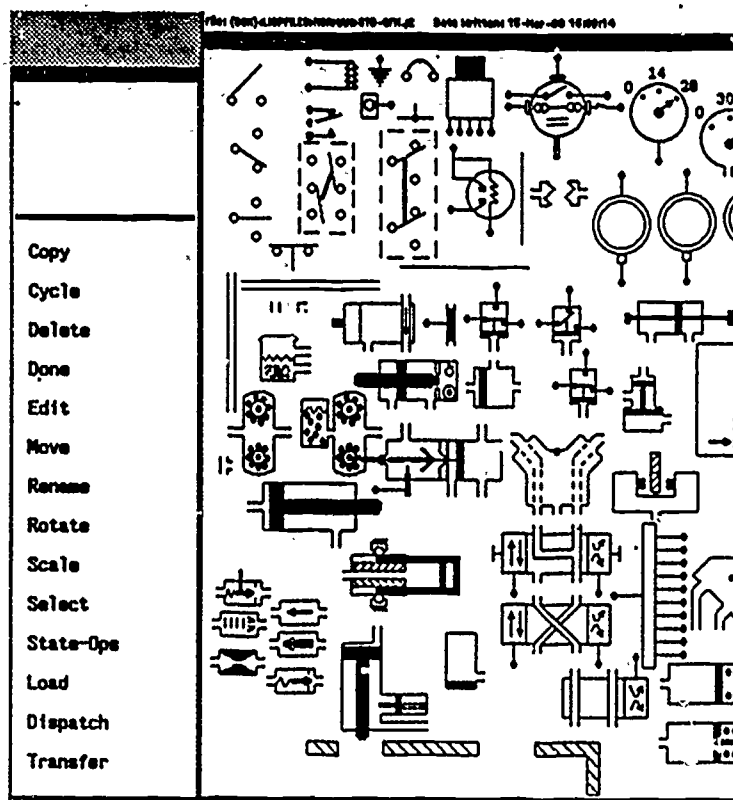 14
0 28
0 30
Copy
Cycle
Delete
Done
Edit
Move
Rename
Rotate
Scale
Select
State-Ops
Load
Dispatch
Transfer